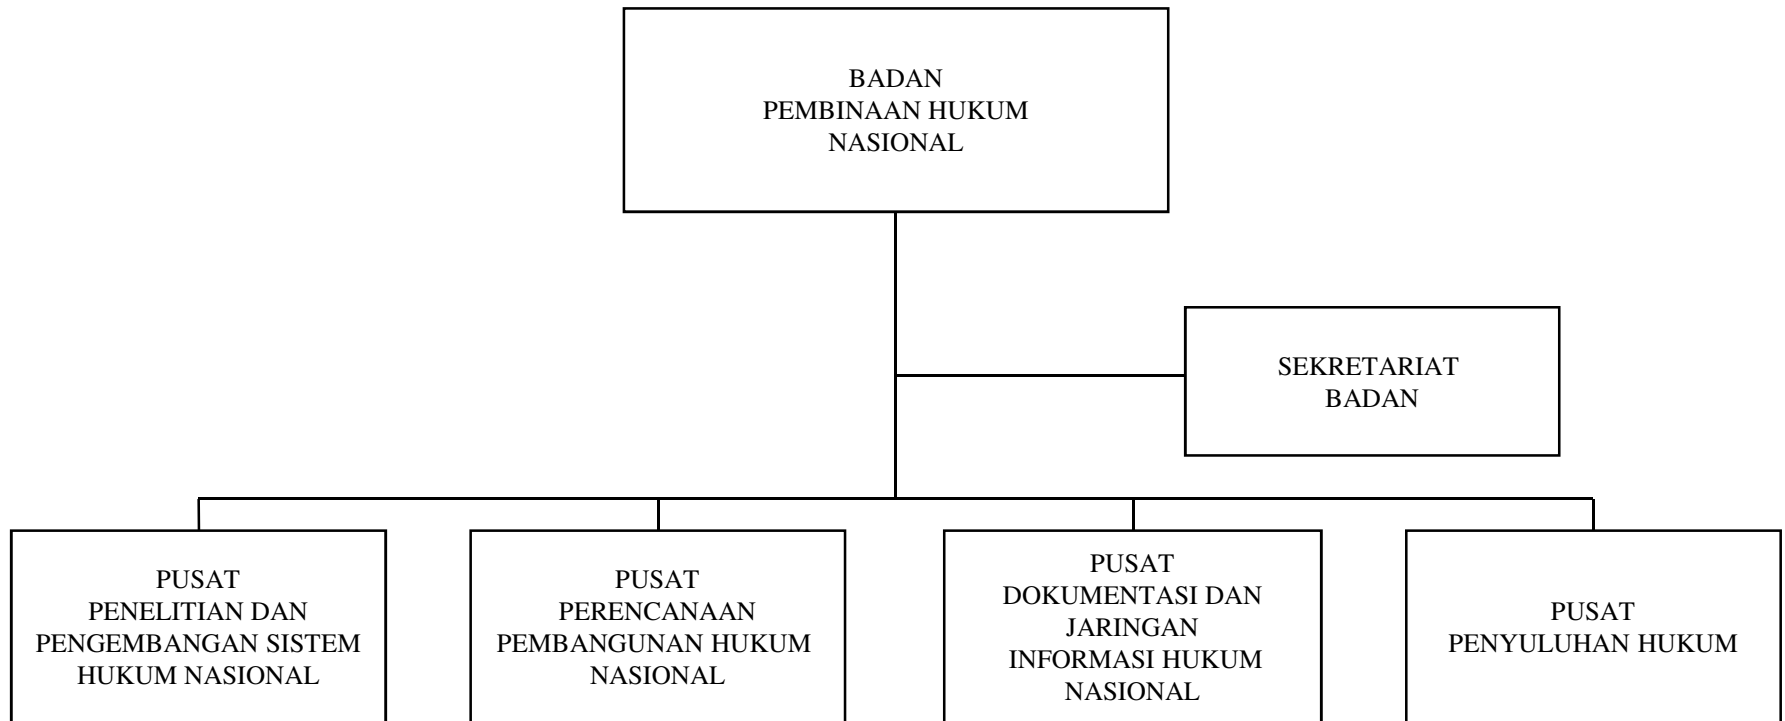 BADAN
PEMBINAAN HUKUM
NASIONAL
SEKRETARIAT
BADAN
PUSAT
PENELITIAN DAN
PENGEMBANGAN SISTEM
HUKUM NASIONAL
PUSAT
PERENCANAAN
PEMBANGUNAN HUKUM
NASIONAL
PUSAT
DOKUMENTASI DAN
JARINGAN
INFORMASI HUKUM
NASIONAL
PUSAT
PENYULUHAN HUKUM